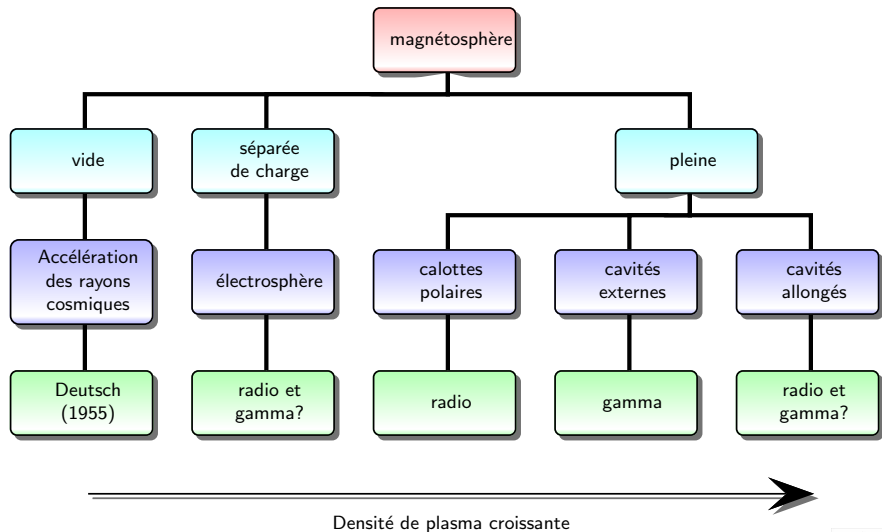 magnétosphère
vide
séparée
de charge
pleine
Accélération
des rayons
cosmiques
électrosphère
calottes
polaires
cavités
externes
cavités
allongés
Deutsch
(1955)
radio et
gamma?
radio
gamma
radio et
gamma?
Densité de plasma croissante